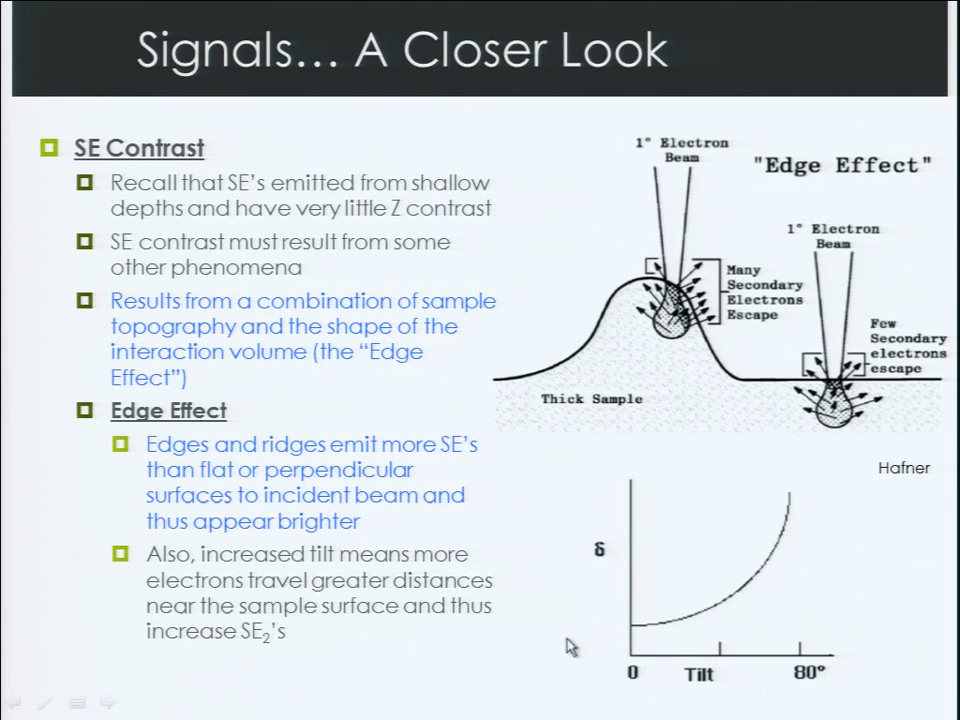 Signals... A Closer Look
SE Contrast
Recall that SE's emitted from shallow
depths and have very little Z contrast
SE contrast must result from some
other phenomena
Results from a combination of sample
topography and the shape of the
interaction volume (the "Edge
Effect")
Edge Effect
Edges and ridges emit more SE's
than flat or perpendicular
surfaces to incident beam and
thus appear brighter
Also, increased tilt means more
electrons travel greater distances
near the sample surface and thus
increase SE₂'s
1° Electron
Beam
"Edge Effect"
1° Electron
Beam
Many
Secondary
Electrons
Escape
Few
Secondary
electrons
escape
Thick Sample
Hafner
δ
0
Tilt
80°